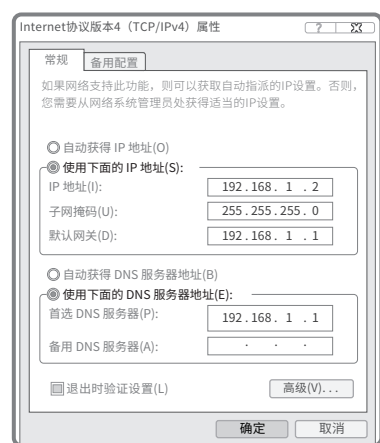 Internet协议版本4（TCP/IPv4）属性 ?
常规 备用配置
如果网络支持此功能，则可以获取自动指派的IP设置。否则，
您需要从网络系统管理员处获得适当的IP设置。
自动获得 IP 地址(O)
使用下面的 IP 地址(S):
IP 地址(I): 192.168. 1 .2
子网掩码(U): 255.255.255. 0
默认网关(D): 192.168. 1 .1
自动获得 DNS 服务器地址(B)
使用下面的 DNS 服务器地址(E):
首选 DNS 服务器(P): 192.168. 1 .1
备用 DNS 服务器(A): . . .
退出时验证设置(L) 高级(V)...
确定 取消